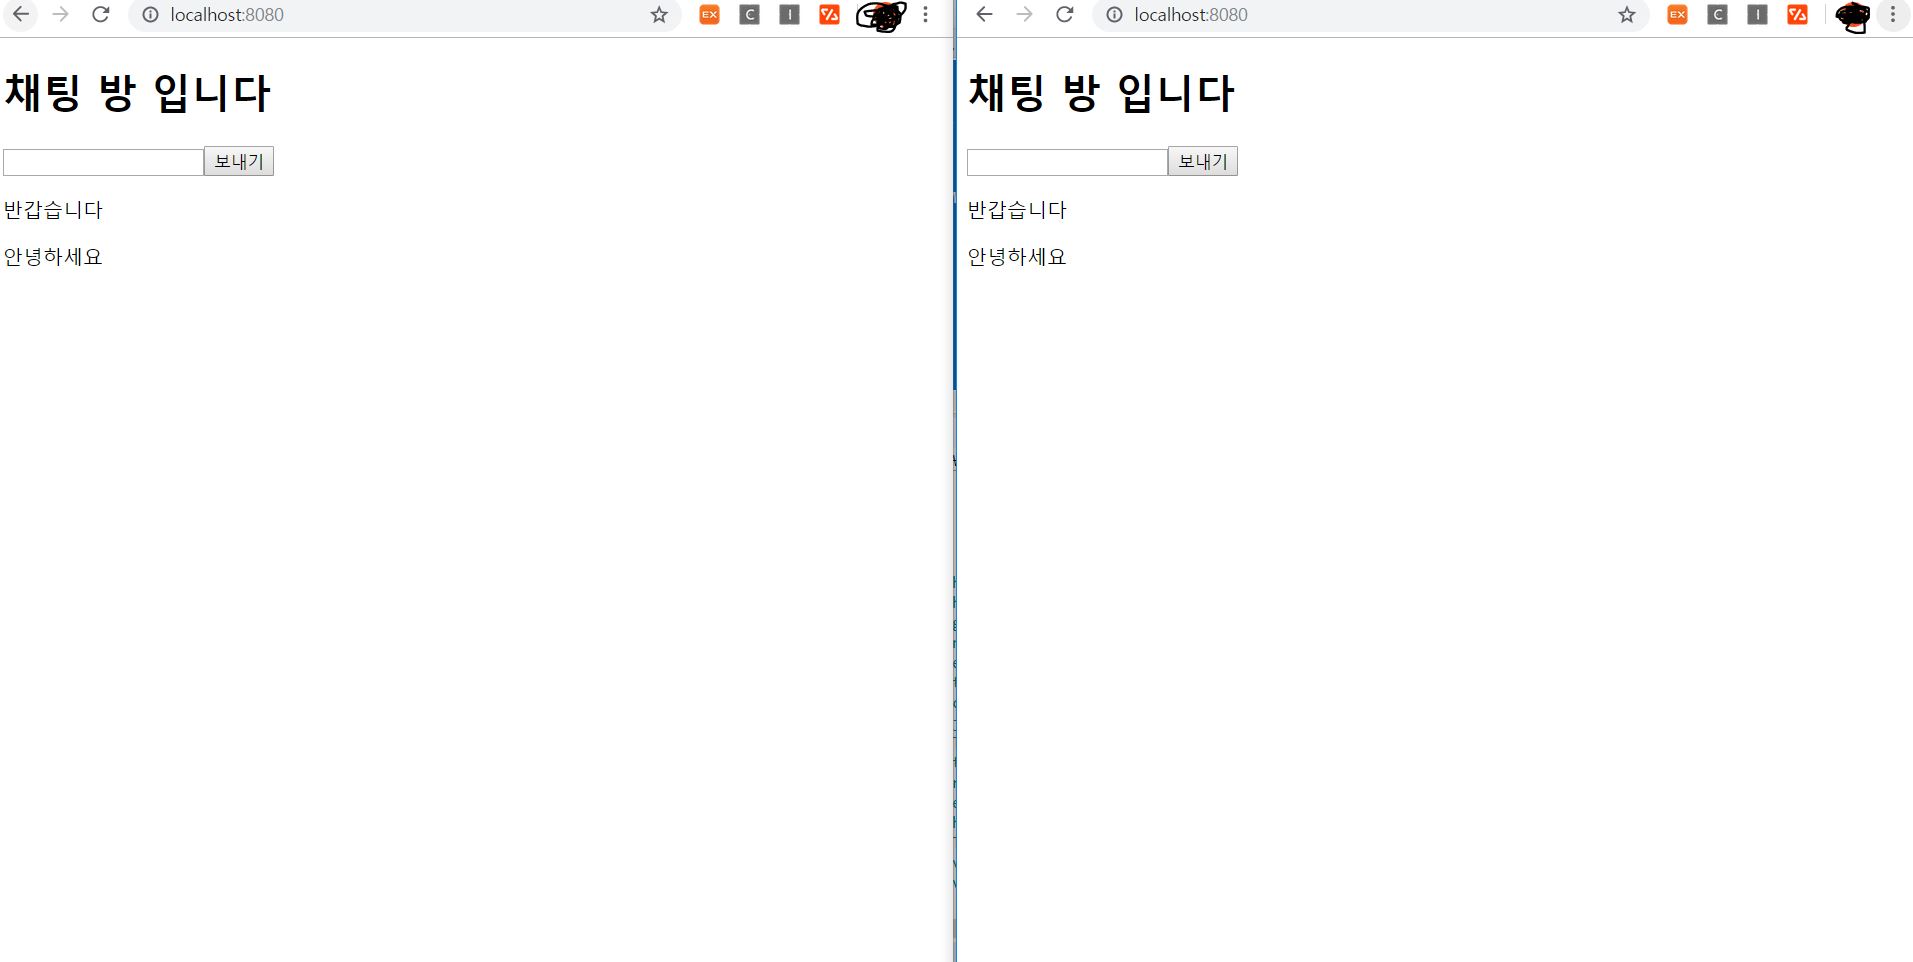 localhost:8080
EX C I
채팅 방 입니다
보내기
반갑습니다
안녕하세요
localhost:8080
EX C I
채팅 방 입니다
보내기
반갑습니다
안녕하세요